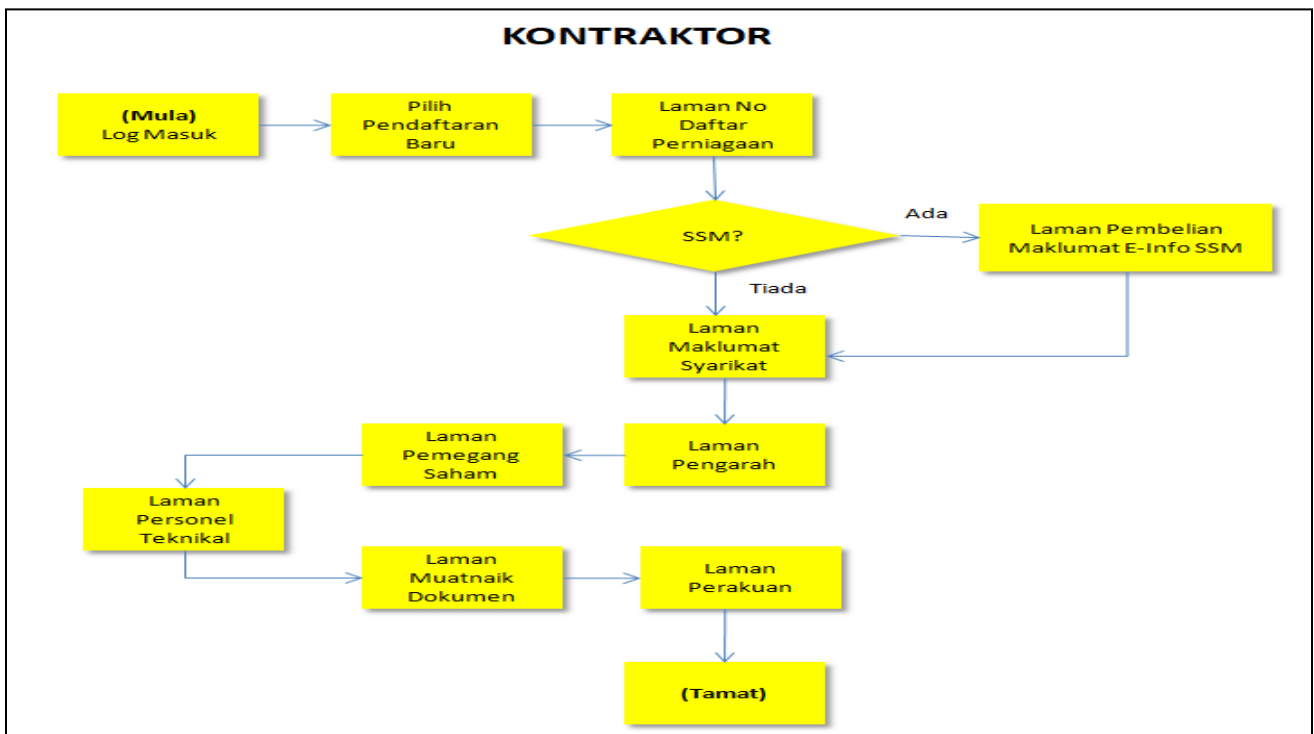 KONTRAKTOR
(Mula)
Log Masuk
Pilih
Pendaftaran
Baru
Laman No
Daftar
Perniagaan
SSM?
Ada
Laman Pembelian
Maklumat E-Info SSM
Tiada
Laman
Maklumat
Syarikat
Laman
Pengarah
Laman
Pemegang
Saham
Laman
Personel
Teknikal
Laman
Muatnaik
Dokumen
Laman
Perakuan
(Tamat)